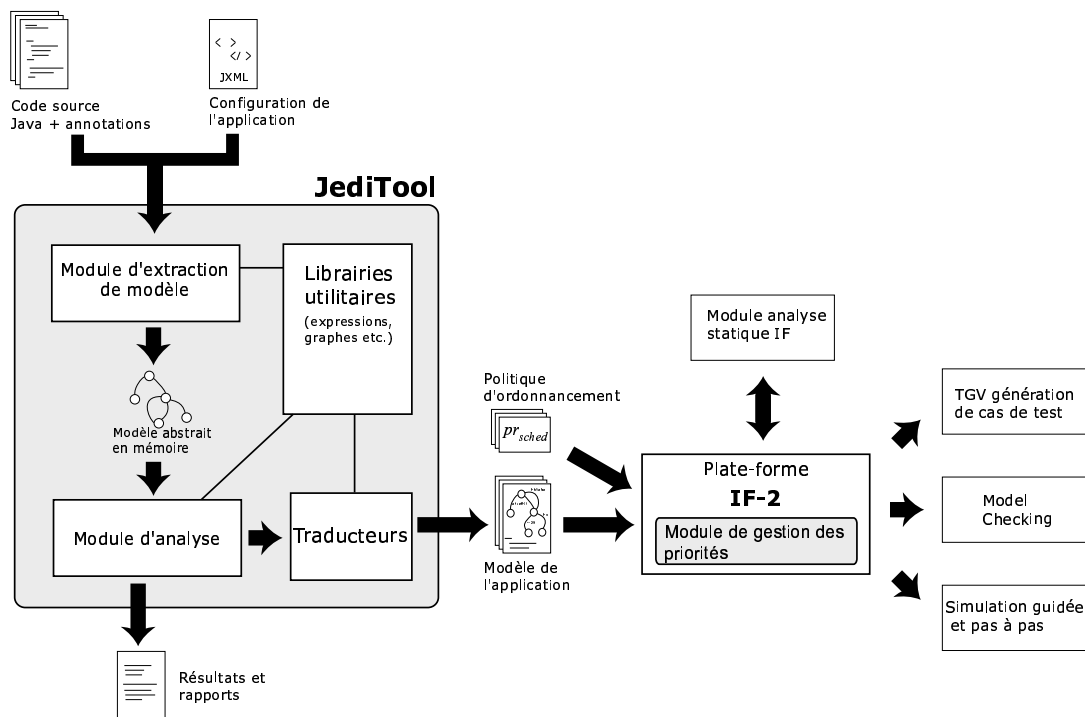 < >
</>
JXML
Code source
Java + annotations
Configuration de
l'application
JediTool
Module d'extraction
de modèle
Librairies
utilitaires
(expressions,
graphes etc.)
Modèle abstrait
en mémoire
Module d'analyse
Traducteurs
Résultats et
rapports
Politique
d'ordonnancement
pr sched
Modèle de
l'application
Module analyse
statique IF
Plate-forme
IF-2
Module de gestion des
priorités
TGV génération
de cas de test
Model
Checking
Simulation guidée
et pas à pas